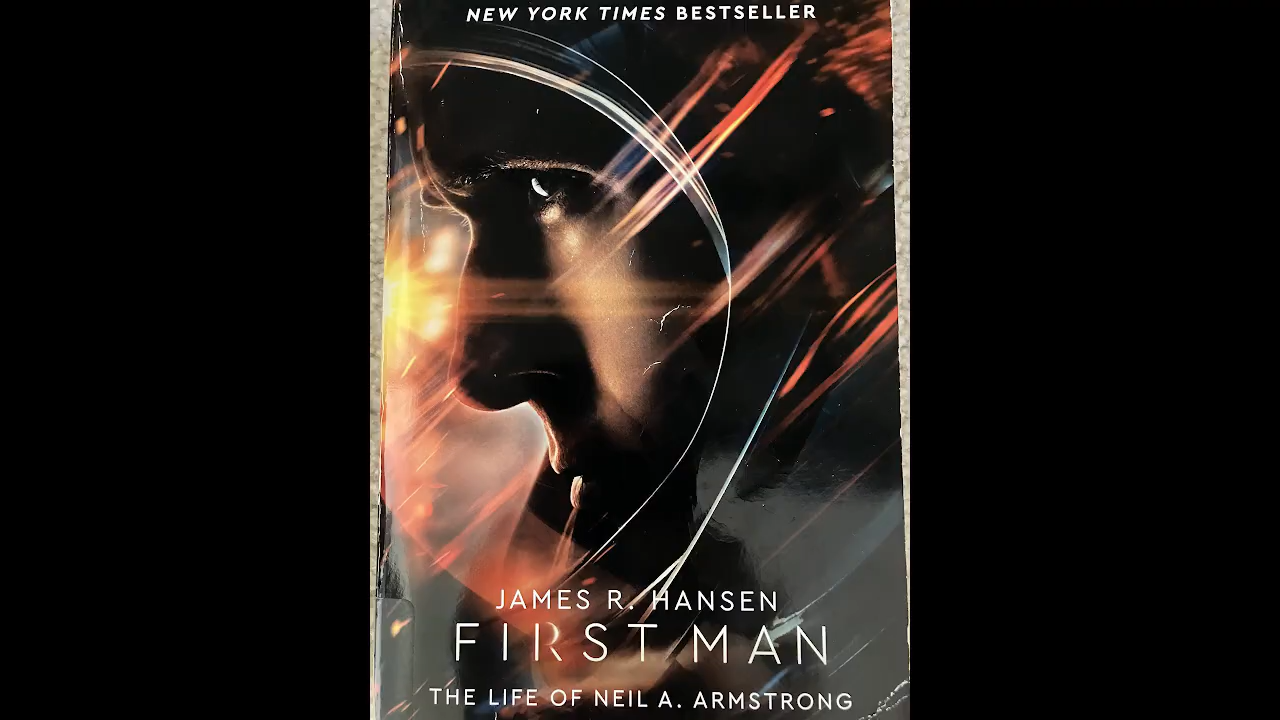 NEW YORK TIMES BESTSELLER
JAMES R. HANSEN
FIRST MAN
THE LIFE OF NEIL A. ARMSTRONG